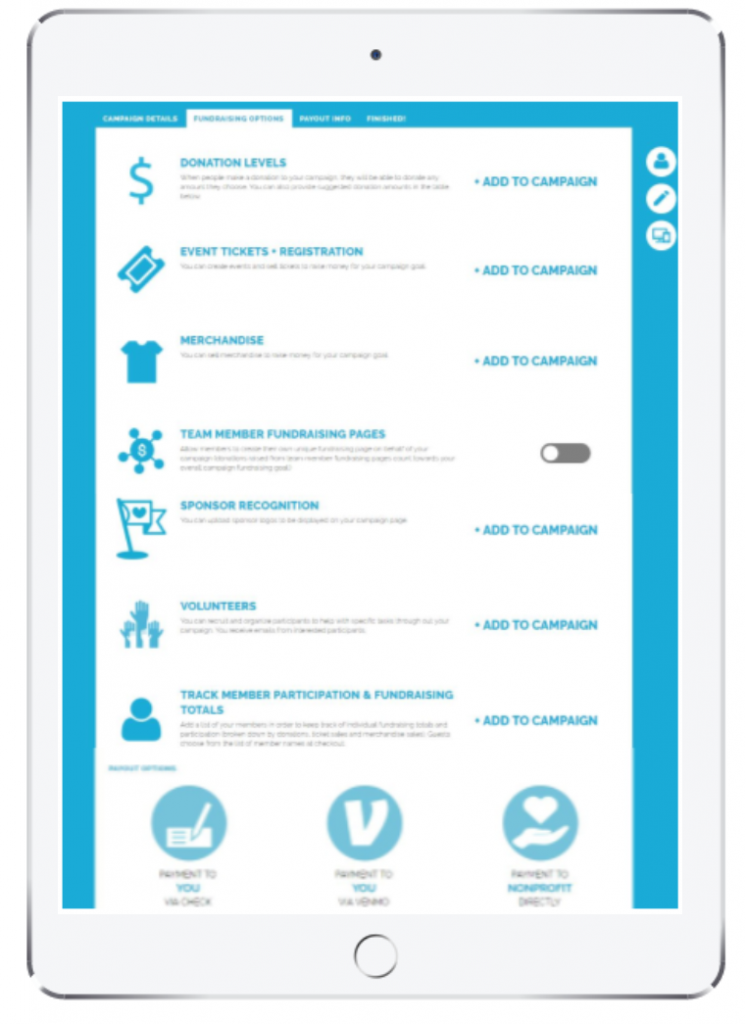 CAMPAIGN DETAILS FUNDRAISING OPTIONS PAYOUT INFO FINISHED!
DONATION LEVELS
When people make a donation to your campaign, they will be able to donate any
amount they choose. You can also provide suggested donation amounts in the table
below.
+ ADD TO CAMPAIGN
EVENT TICKETS + REGISTRATION
You can create events and sell tickets to raise money for your campaign goal.
+ ADD TO CAMPAIGN
MERCHANDISE
You can sell merchandise to raise money for your campaign goal.
+ ADD TO CAMPAIGN
TEAM MEMBER FUNDRAISING PAGES
Allow members to create their own unique fundraising page on behalf of your
campaign (donations raised from team member fundraising pages count towards your
overall campaign fundraising goal)!
SPONSOR RECOGNITION
You can upload sponsor logos to be displayed on your campaign page.
+ ADD TO CAMPAIGN
VOLUNTEERS
You can recruit and organize participants to help with specific tasks through out your
campaign. You receive emails from interested participants.
+ ADD TO CAMPAIGN
TRACK MEMBER PARTICIPATION & FUNDRAISING
TOTALS
Add a list of your members in order to keep track of individual fundraising totals and
participation broken down by donations, ticket sales and merchandise sales. Guests
choose from the list of member names at checkout.
+ ADD TO CAMPAIGN
PAYOUT OPTIONS:
PAYMENT TO
YOU
VIA CHECK
PAYMENT TO
YOU
VIA VENMO
PAYMENT TO
NONPROFIT
DIRECTLY